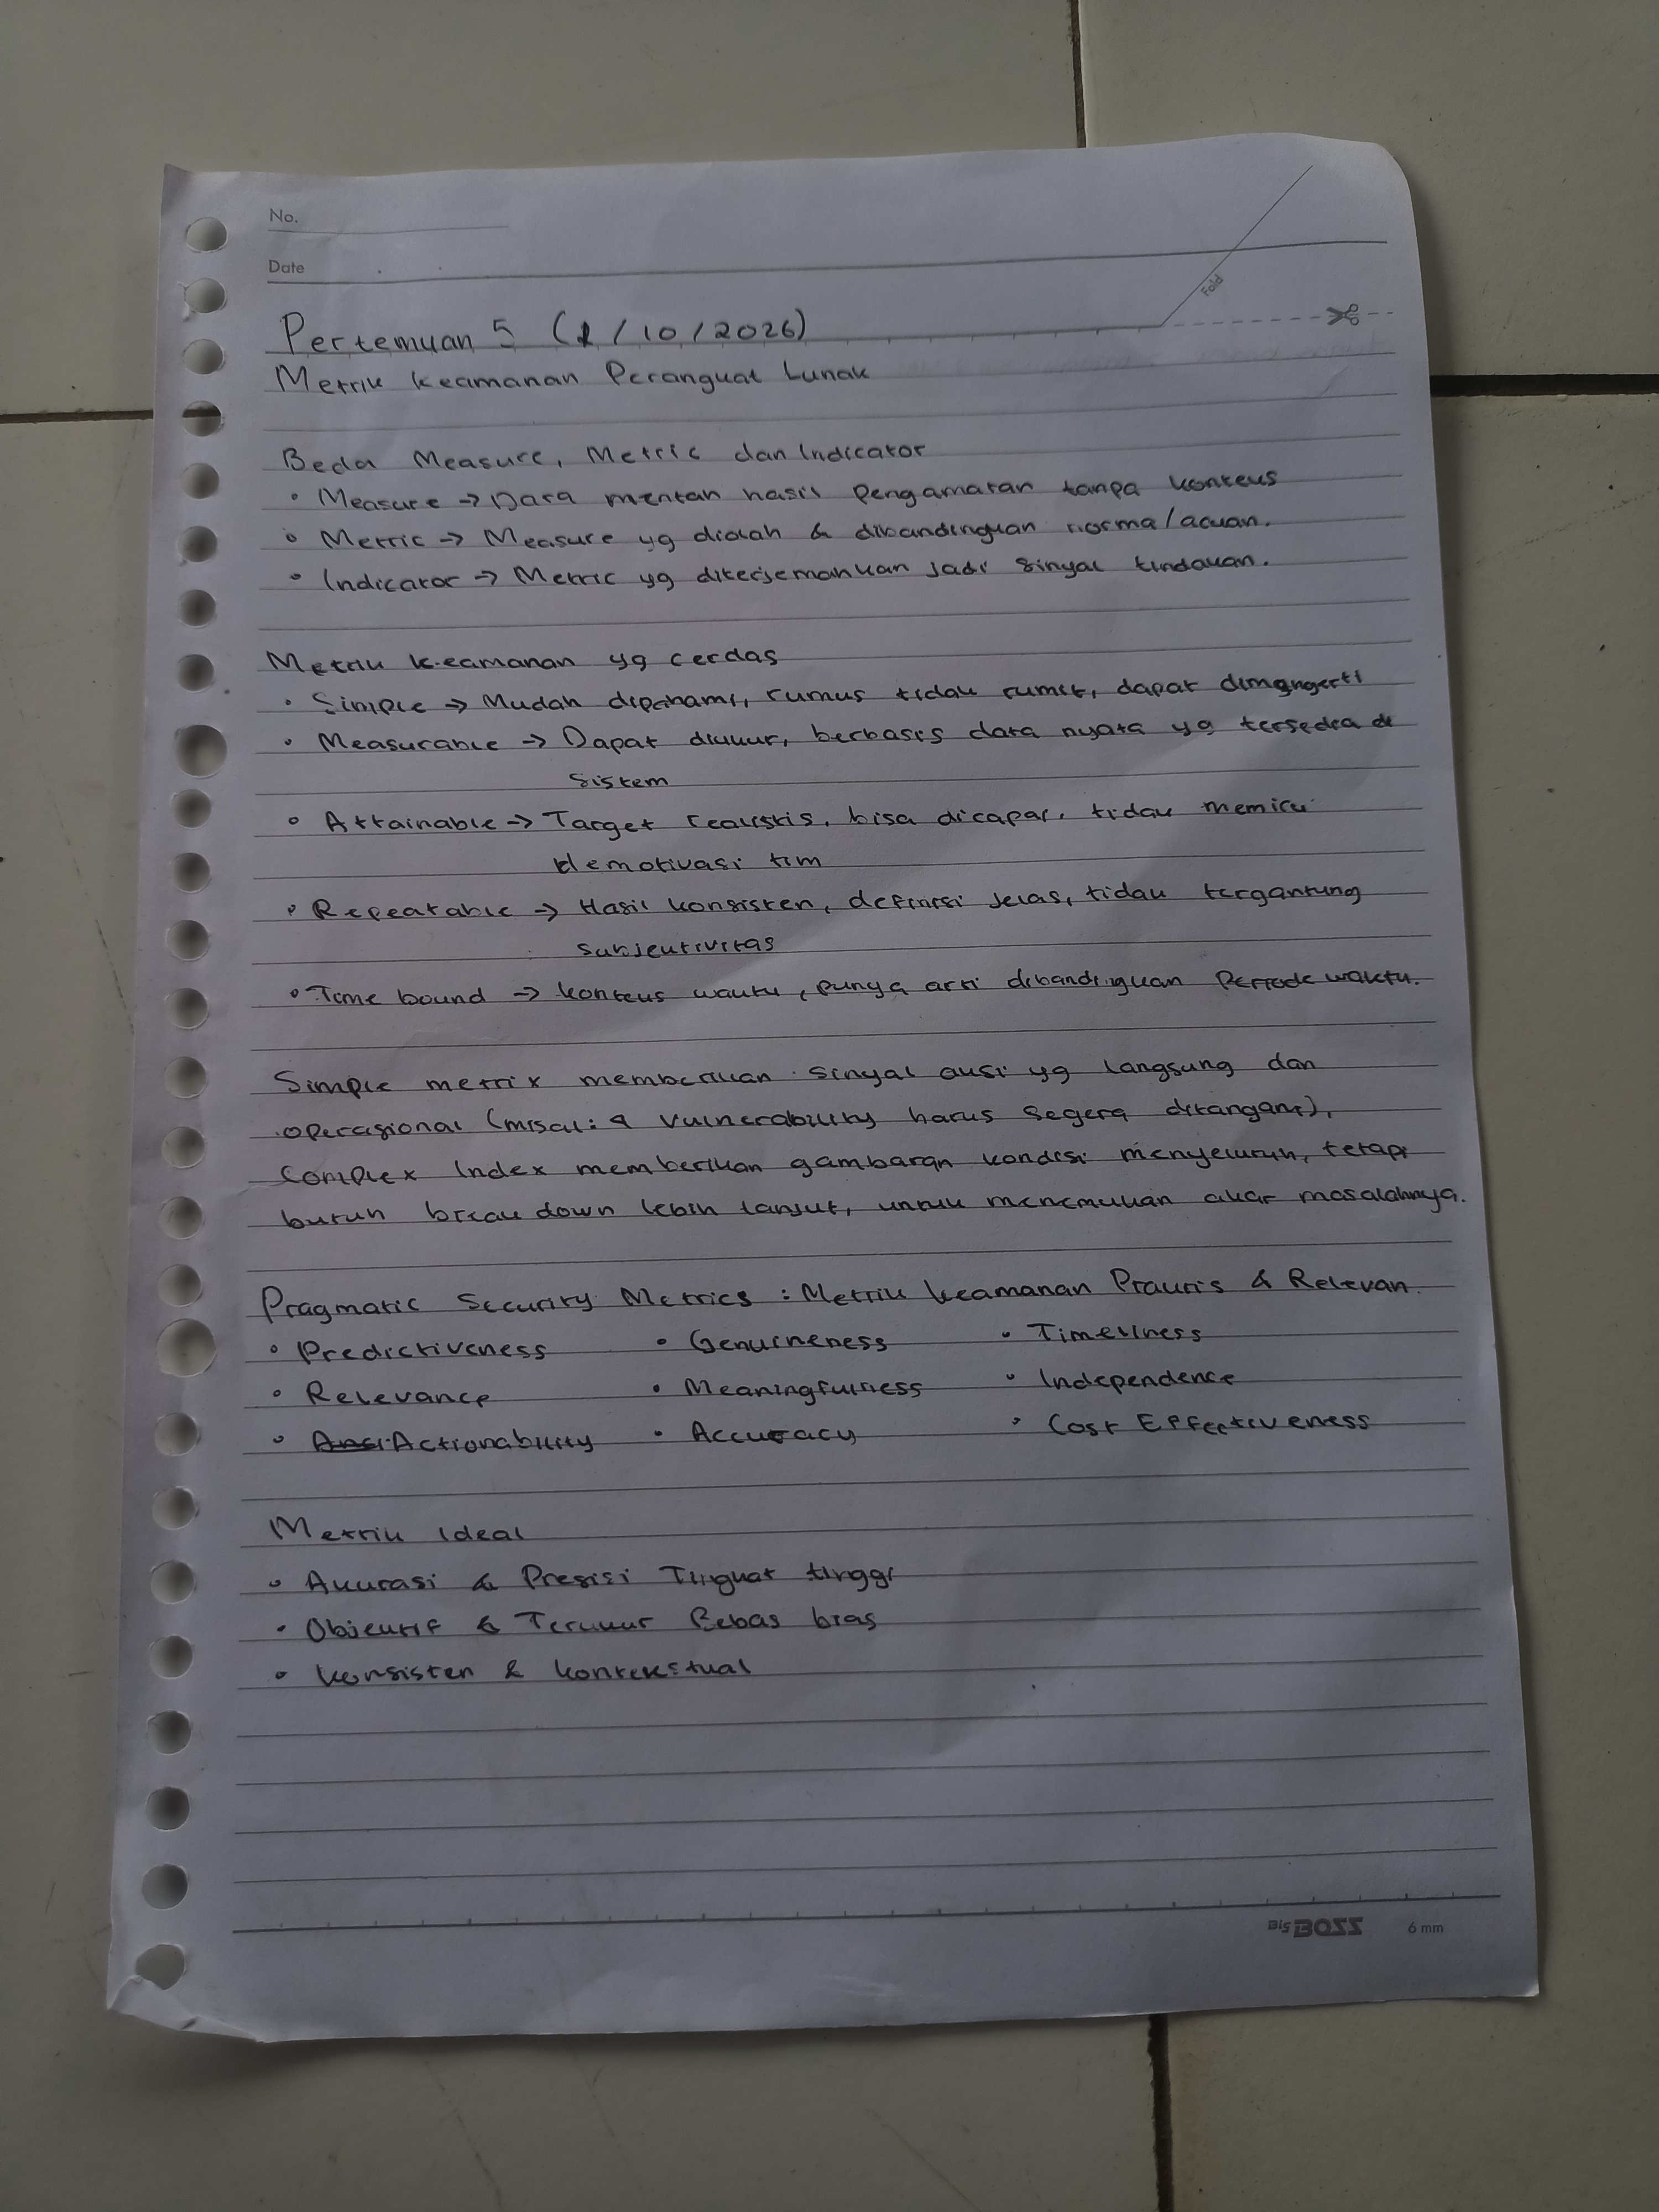 No.
Date
Fold
Pertemuan 5 (1/10/2026)
Metrik Keamanan Perangkat Lunak
Beda Measure, Metric dan Indicator
• Measure → Data mentah hasil pengamatan tanpa konteks
• Metric → Measure yg diolah & dibandingkan norma/acuan.
• Indicator → Metric yg diterjemahkan jadi sinyal tindakan.
Metrik keamanan yg cerdas
• Simple → Mudah dipahami, rumus tidak rumit, dapat dimengerti
• Measurable → Dapat diukur, berbasis data nyata yg tersedia di
sistem
• Attainable → Target realistis, bisa dicapai, tidak memicu
demotivasi tim
• Repeatable → Hasil konsisten, definisi jelas, tidak tergantung
subjektivitas
• Time bound → konteks waktu, punya arti dibandingkan Periode waktu.
Simple metrix memberikan sinyal aksi yg langsung dan
operasional (misal: 9 vulnerability harus segera ditangani),
Complex Index memberikan gambaran kondisi menyeluruh, tetapi
butuh breakdown lebih lanjut, untuk menemukan akar masalahnya.
Pragmatic Security Metrics : Metrik keamanan Praktis & Relevan.
• Predictiveness • Genuineness • Timeliness
• Relevance • Meaningfulness • Independence
• Actionability • Accuracy • Cost Effectiveness
Metrik Ideal
• Akurasi & Presisi Tingkat tinggi
• Objektif & Terukur Bebas bias
• Konsisten & kontekstual
Big BOSS 6 mm